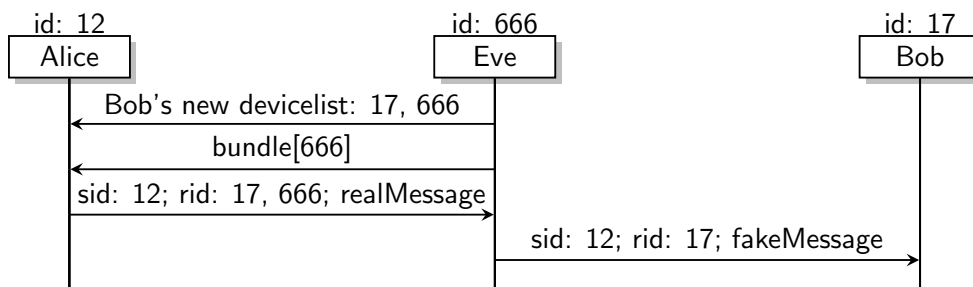 id: 12
id: 666
id: 17
Alice
Eve
Bob
Bob's new devicelist: 17, 666
bundle[666]
sid: 12; rid: 17, 666; realMessage
sid: 12; rid: 17; fakeMessage